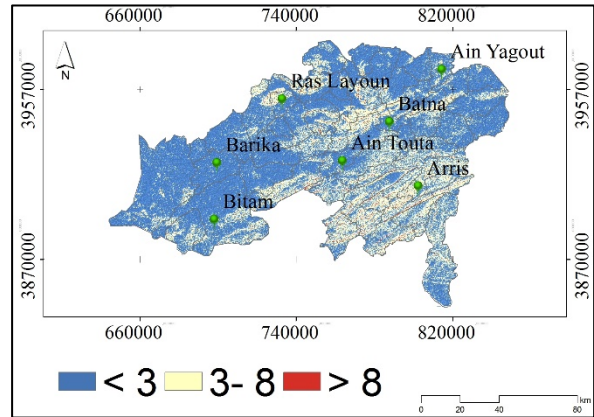 660000 740000 820000
N
Ain Yagout
3957000 Ras Layoun 3957000
Batna
Barika Ain Touta
Arris
Bitam
3870000 3870000
660000 740000 820000
< 3 3- 8 > 8
0 20 40 80
km